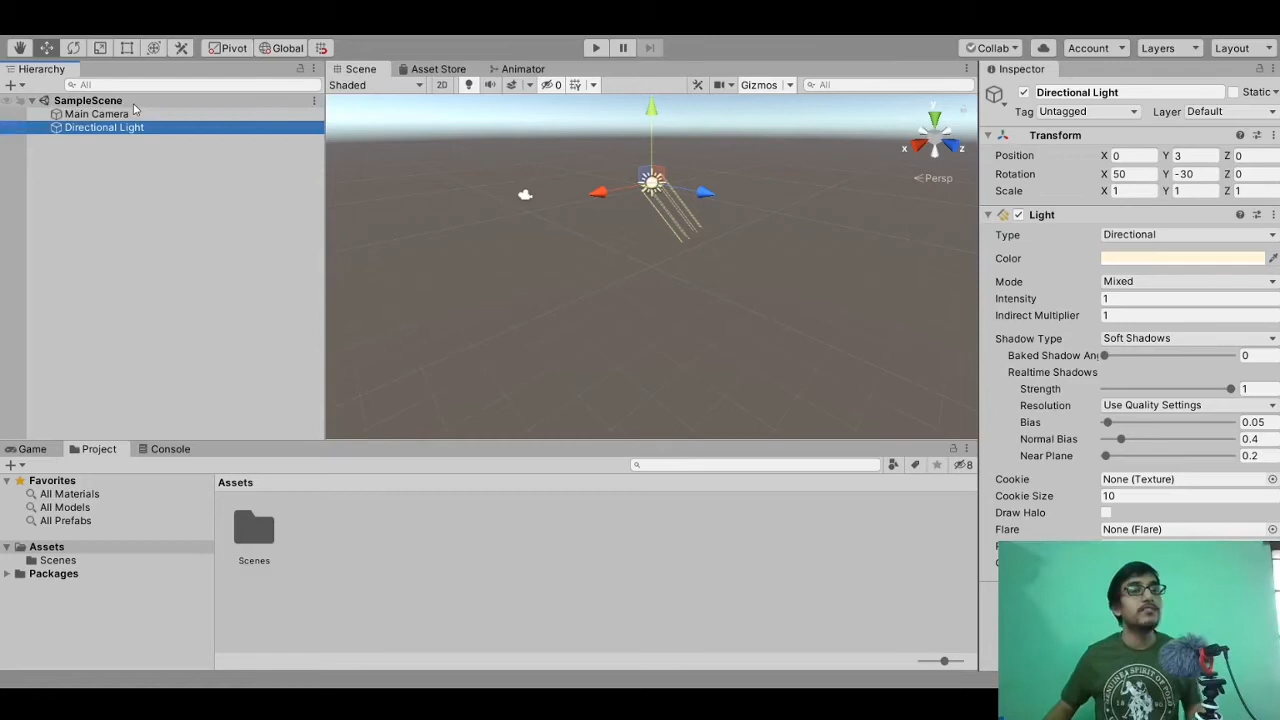 Pivot Global Collab Account Layers Layout
Hierarchy Scene Asset Store Animator Inspector
All Shaded 2D 0 Gizmos All
SampleScene
Main Camera
Directional Light
y
x
z
Persp
Directional Light Static
Tag Untagged Layer Default
Transform
Position X 0 Y 3 Z 0
Rotation X 50 Y -30 Z 0
Scale X 1 Y 1 Z 1
Light
Type Directional
Color
Mode Mixed
Intensity 1
Indirect Multiplier 1
Shadow Type Soft Shadows
Baked Shadow Ang 0
Realtime Shadows
Strength 1
Resolution Use Quality Settings
Bias 0.05
Normal Bias 0.4
Near Plane 0.2
Cookie None (Texture)
Cookie Size 10
Draw Halo
Flare None (Flare)
Game Project Console
8
Favorites
All Materials
All Models
All Prefabs
Assets
Scenes
Packages
Assets
Scenes